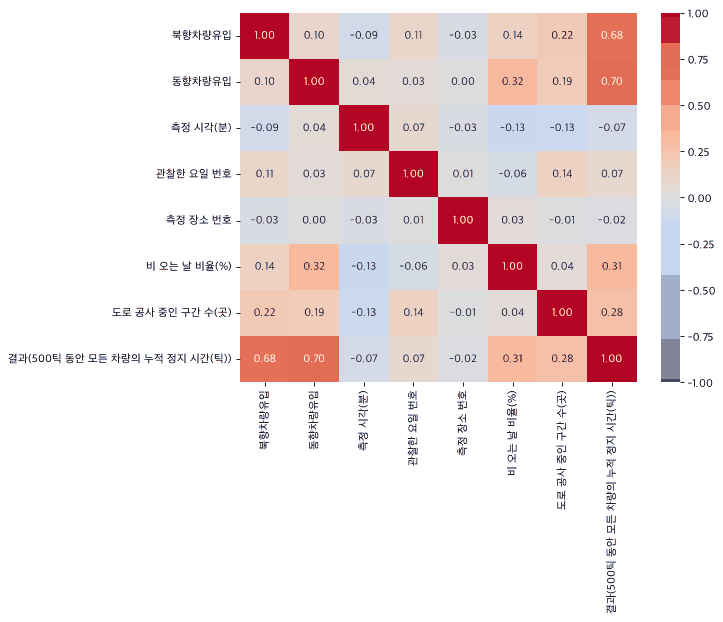 북향차량유입 1.00 0.10 -0.09 0.11 -0.03 0.14 0.22 0.68
동향차량유입 0.10 1.00 0.04 0.03 0.00 0.32 0.19 0.70
측정 시각(분) -0.09 0.04 1.00 0.07 -0.03 -0.13 -0.13 -0.07
관찰한 요일 번호 0.11 0.03 0.07 1.00 0.01 -0.06 0.14 0.07
측정 장소 번호 -0.03 0.00 -0.03 0.01 1.00 0.03 -0.01 -0.02
비 오는 날 비율(%) 0.14 0.32 -0.13 -0.06 0.03 1.00 0.04 0.31
도로 공사 중인 구간 수(곳) 0.22 0.19 -0.13 0.14 -0.01 0.04 1.00 0.28
결과(500틱 동안 모든 차량의 누적 정지 시간(틱)) 0.68 0.70 -0.07 0.07 -0.02 0.31 0.28 1.00
북향차량유입
동향차량유입
측정 시각(분)
관찰한 요일 번호
측정 장소 번호
비 오는 날 비율(%)
도로 공사 중인 구간 수(곳)
결과(500틱 동안 모든 차량의 누적 정지 시간(틱))
1.00
0.75
0.50
0.25
0.00
-0.25
-0.50
-0.75
-1.00